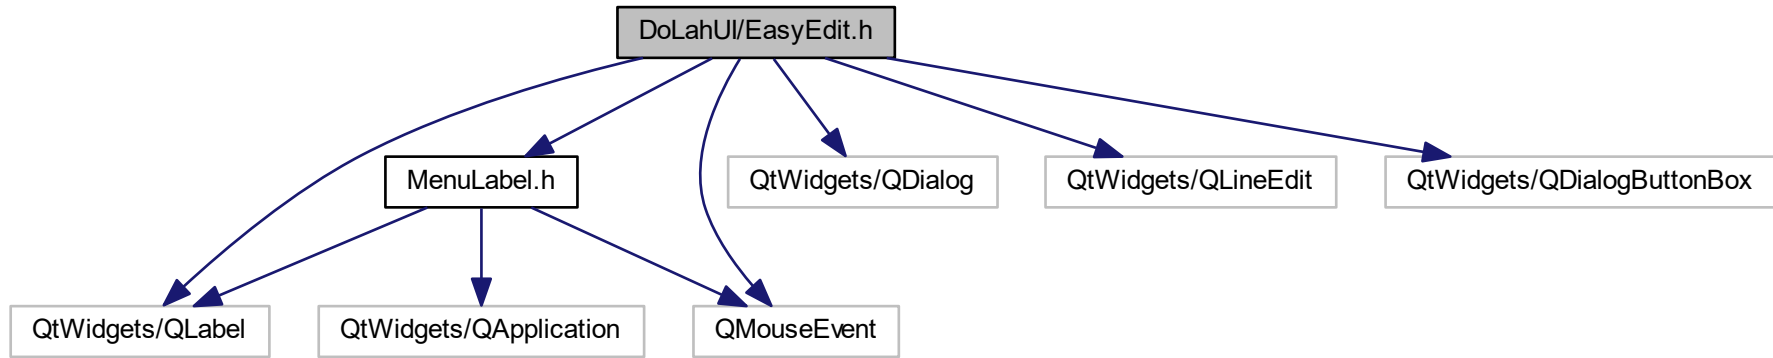 DoLahUI/EasyEdit.h
MenuLabel.h
QtWidgets/QDialog
QtWidgets/QLineEdit
QtWidgets/QDialogButtonBox
QtWidgets/QLabel
QtWidgets/QApplication
QMouseEvent